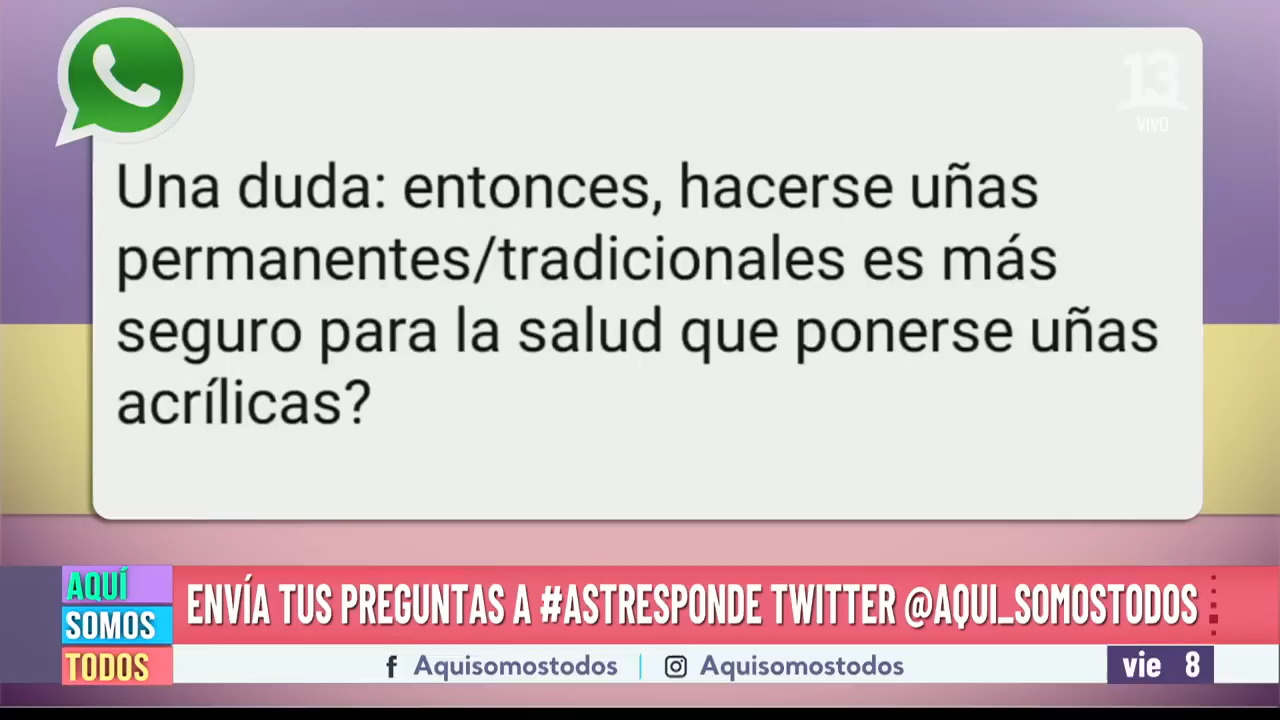 13
VIVO
Una duda: entonces, hacerse uñas
permanentes/tradicionales es más
seguro para la salud que ponerse uñas
acrílicas?
AQUÍ
SOMOS
TODOS
ENVÍA TUS PREGUNTAS A #ASTRESPONDE TWITTER @AQUI_SOMOSTODOS
f Aquisomostodos | Aquisomostodos
vie 8